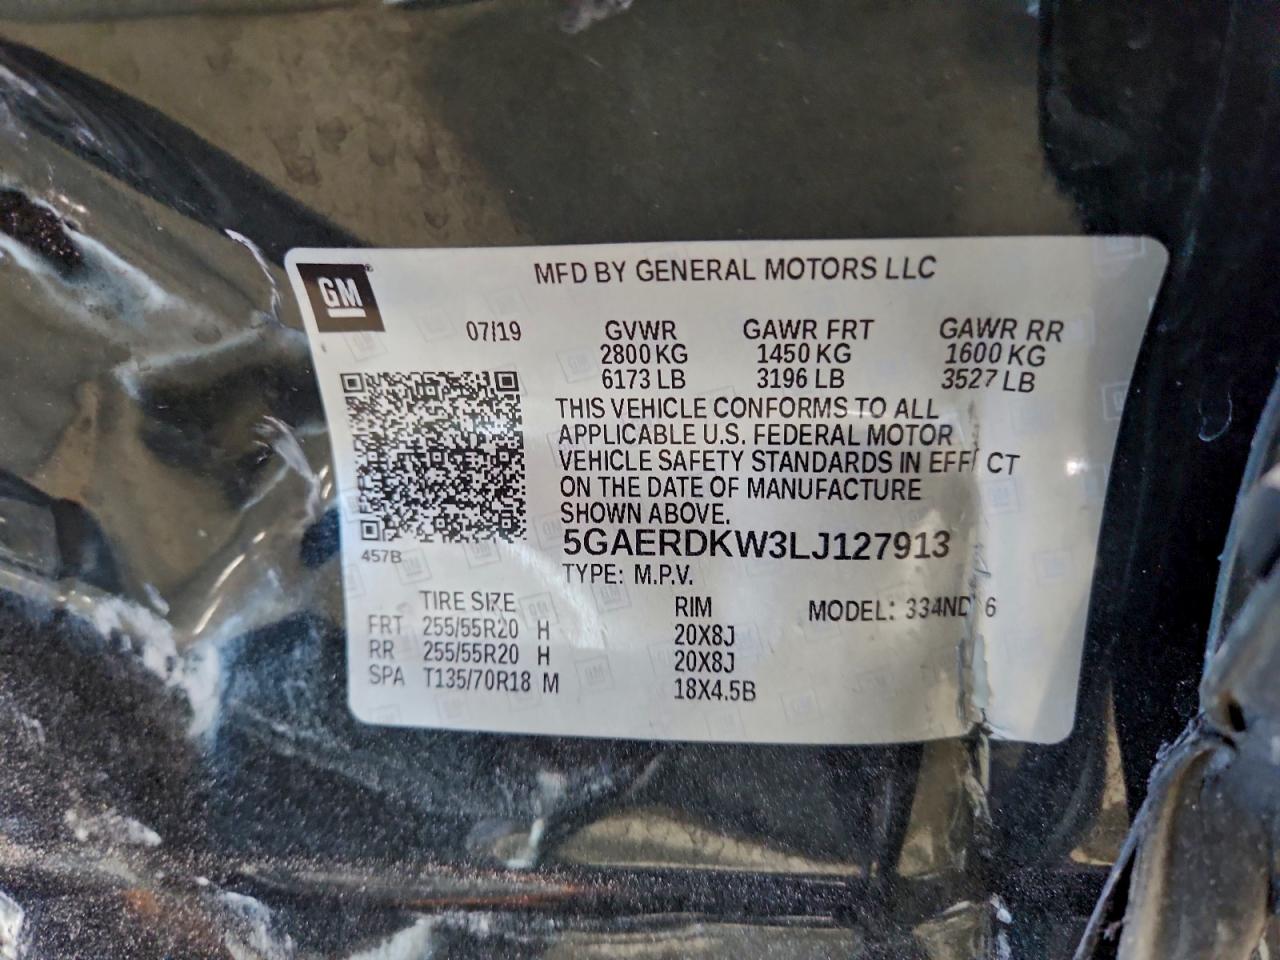 MFD BY GENERAL MOTORS LLC
GM
07/19 GVWR GAWR FRT GAWR RR
2800 KG 1450 KG 1600 KG
6173 LB 3196 LB 3527 LB
THIS VEHICLE CONFORMS TO ALL
APPLICABLE U.S. FEDERAL MOTOR
VEHICLE SAFETY STANDARDS IN EFF CT
ON THE DATE OF MANUFACTURE
SHOWN ABOVE.
5GAERDKW3LJ127913
457B
TYPE: M.P.V.
TIRE SIZE RIM MODEL: 334ND 6
FRT 255/55R20 H 20X8J
RR 255/55R20 H 20X8J
SPA T135/70R18 M 18X4.5B